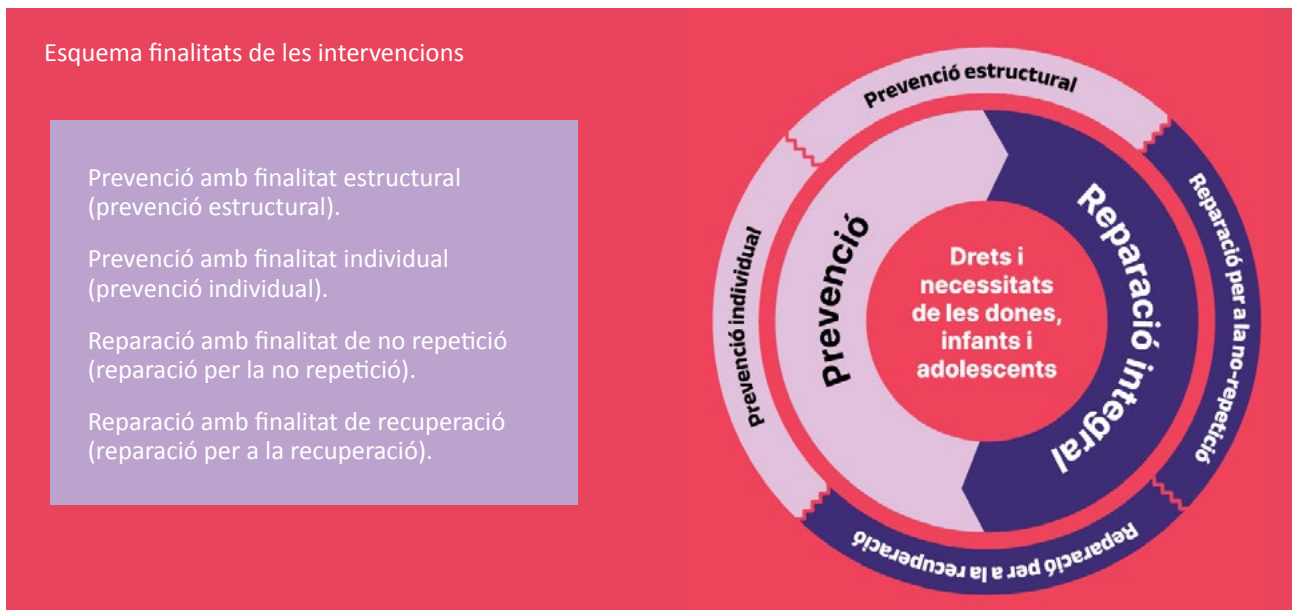 Esquema finalitats de les intervencions
Prevenció amb finalitat estructural
(prevenció estructural).
Prevenció amb finalitat individual
(prevenció individual).
Reparació amb finalitat de no repetició
(reparació per la no repetició).
Reparació amb finalitat de recuperació
(reparació per a la recuperació).
Prevenció estructural
Reparació per a la no-repetició
Reparació per a la recuperació
Prevenció individual
Prevenció
Reparació integral
Drets i
necessitats
de les dones,
infants i
adolescents